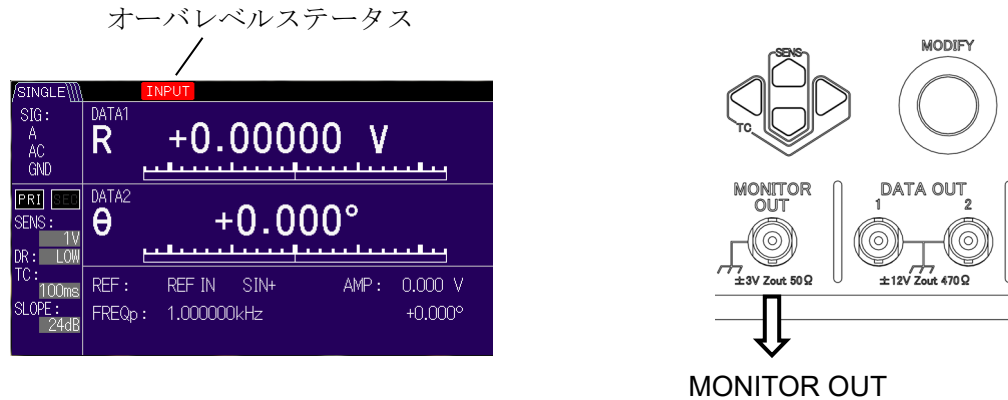 オーバレベルステータス
SINGLE
INPUT
SIG:
A
AC
GND
DATA1
R +0.00000 V
PRI SEC
SENS:
1V
DR: LOW
TC:
100ms
SLOPE:
24dB
DATA2
θ +0.000°
REF: REF IN SIN+ AMP: 0.000 V
FREQp: 1.000000kHz +0.000°
SENS
TC
MODIFY
MONITOR
OUT
±3V Zout 50Ω
DATA OUT
1 2
±12V Zout 470Ω
MONITOR OUT